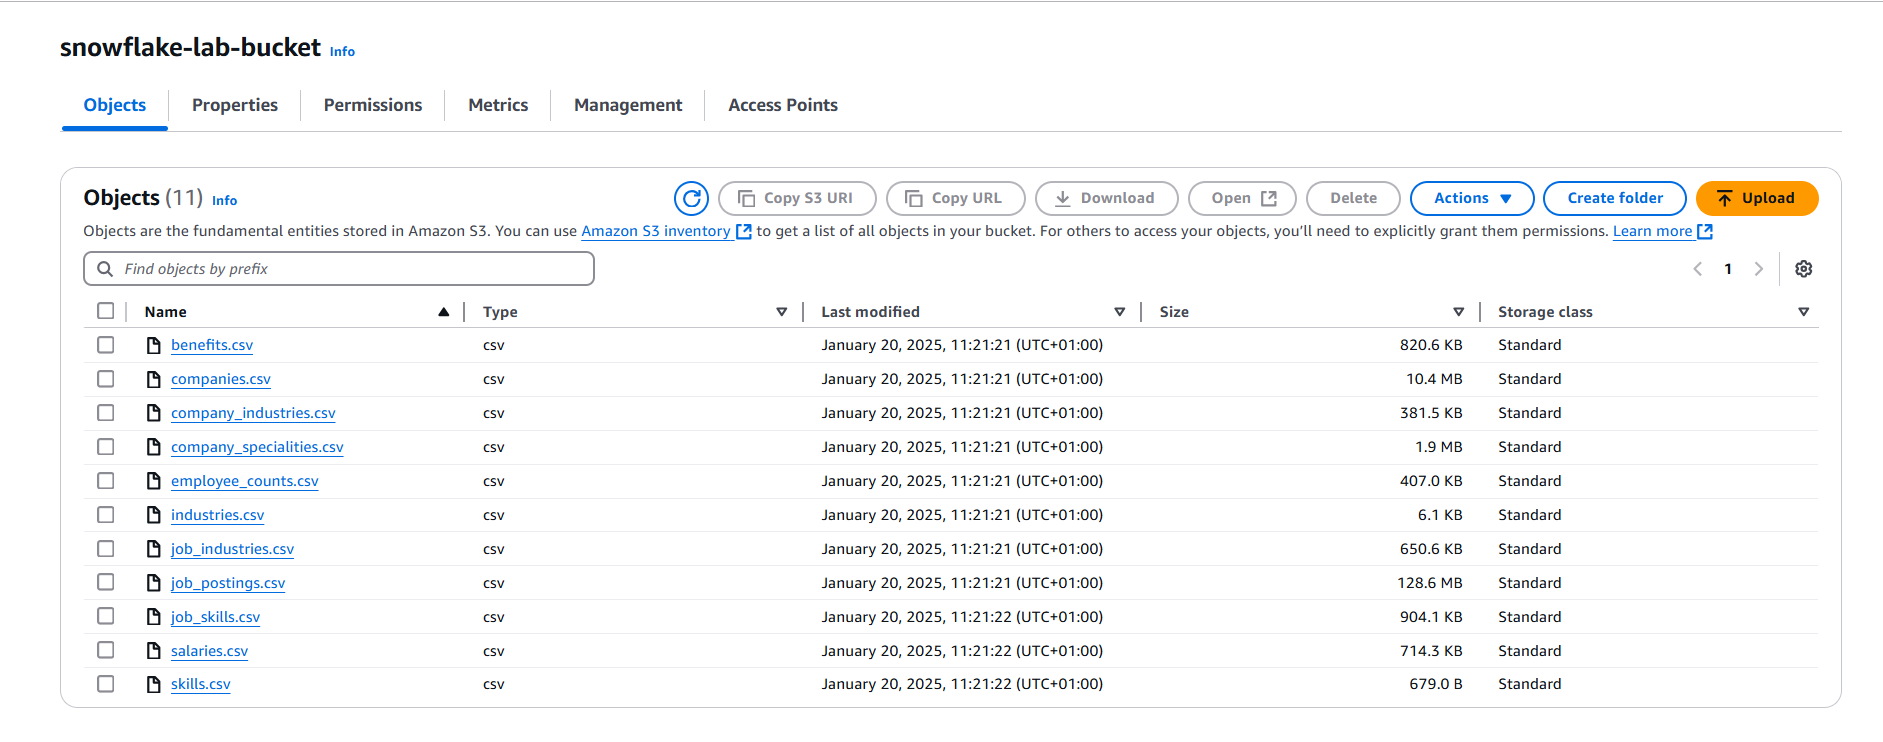 snowflake-lab-bucket Info
Objects Properties Permissions Metrics Management Access Points
Objects (11) Info Copy S3 URI Copy URL Download Open Delete Actions Create folder Upload
Objects are the fundamental entities stored in Amazon S3. You can use Amazon S3 inventory to get a list of all objects in your bucket. For others to access your objects, you'll need to explicitly grant them permissions. Learn more
Find objects by prefix 1
Name Type Last modified Size Storage class
benefits.csv csv January 20, 2025, 11:21:21 (UTC+01:00) 820.6 KB Standard
companies.csv csv January 20, 2025, 11:21:21 (UTC+01:00) 10.4 MB Standard
company_industries.csv csv January 20, 2025, 11:21:21 (UTC+01:00) 381.5 KB Standard
company_specialities.csv csv January 20, 2025, 11:21:21 (UTC+01:00) 1.9 MB Standard
employee_counts.csv csv January 20, 2025, 11:21:21 (UTC+01:00) 407.0 KB Standard
industries.csv csv January 20, 2025, 11:21:21 (UTC+01:00) 6.1 KB Standard
job_industries.csv csv January 20, 2025, 11:21:21 (UTC+01:00) 650.6 KB Standard
job_postings.csv csv January 20, 2025, 11:21:21 (UTC+01:00) 128.6 MB Standard
job_skills.csv csv January 20, 2025, 11:21:22 (UTC+01:00) 904.1 KB Standard
salaries.csv csv January 20, 2025, 11:21:22 (UTC+01:00) 714.3 KB Standard
skills.csv csv January 20, 2025, 11:21:22 (UTC+01:00) 679.0 B Standard